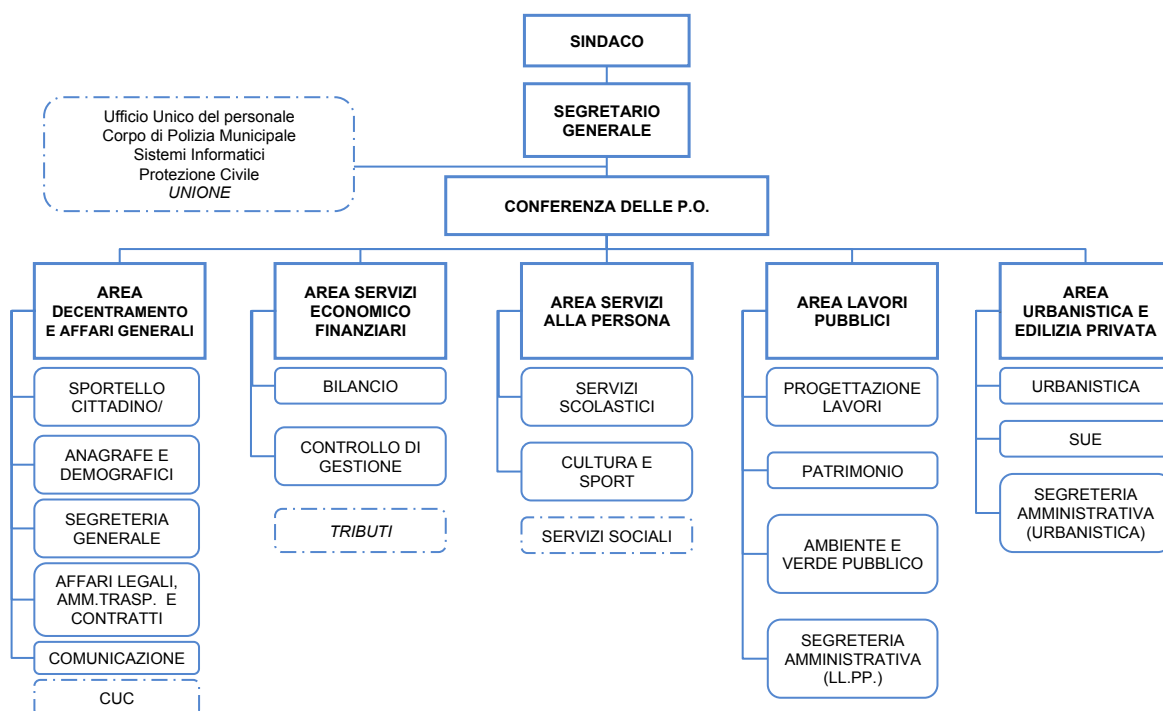 SINDACO
SEGRETARIO
GENERALE
Ufficio Unico del personale
Corpo di Polizia Municipale
Sistemi Informatici
Protezione Civile
UNIONE
CONFERENZA DELLE P.O.
AREA
DECENTRAMENTO
E AFFARI GENERALI
SPORTELLO
CITTADINO/
ANAGRAFE E
DEMOGRAFICI
SEGRETERIA
GENERALE
AFFARI LEGALI,
AMM.TRASP. E
CONTRATTI
COMUNICAZIONE
CUC
AREA SERVIZI
ECONOMICO
FINANZIARI
BILANCIO
CONTROLLO DI
GESTIONE
TRIBUTI
AREA SERVIZI
ALLA PERSONA
SERVIZI
SCOLASTICI
CULTURA E
SPORT
SERVIZI SOCIALI
AREA LAVORI
PUBBLICI
PROGETTAZIONE
LAVORI
PATRIMONIO
AMBIENTE E
VERDE PUBBLICO
SEGRETERIA
AMMINISTRATIVA
(LL.PP.)
AREA
URBANISTICA E
EDILIZIA PRIVATA
URBANISTICA
SUE
SEGRETERIA
AMMINISTRATIVA
(URBANISTICA)